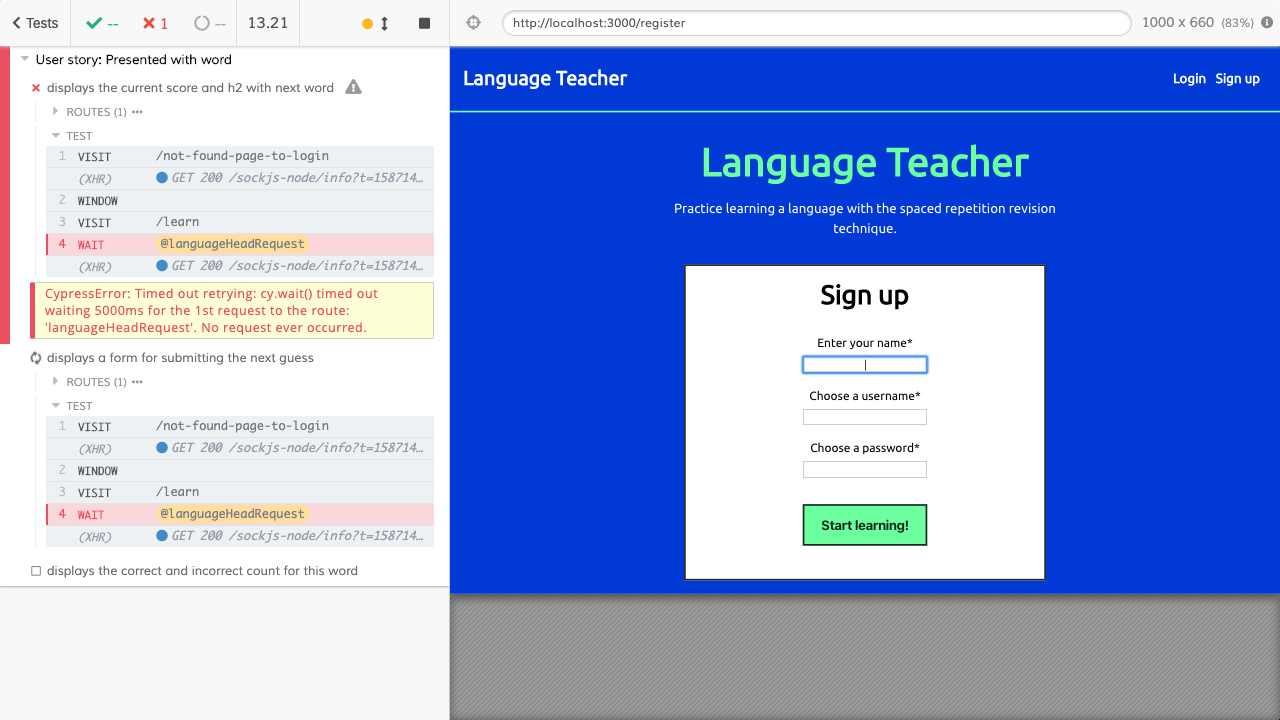 Tests
--
1
--
13.21
http://localhost:3000/register
1000 x 660 (83%)
User story: Presented with word
displays the current score and h2 with next word
ROUTES (1)
TEST
1 VISIT /not-found-page-to-login
(XHR) GET 200 /sockjs-node/info?t=158714…
2 WINDOW
3 VISIT /learn
4 WAIT @languageHeadRequest
(XHR) GET 200 /sockjs-node/info?t=158714…
CypressError: Timed out retrying: cy.wait() timed out
waiting 5000ms for the 1st request to the route:
'languageHeadRequest'. No request ever occurred.
displays a form for submitting the next guess
ROUTES (1)
TEST
1 VISIT /not-found-page-to-login
(XHR) GET 200 /sockjs-node/info?t=158714…
2 WINDOW
3 VISIT /learn
4 WAIT @languageHeadRequest
(XHR) GET 200 /sockjs-node/info?t=158714…
displays the correct and incorrect count for this word
Language Teacher
Login Sign up
Language Teacher
Practice learning a language with the spaced repetition revision
technique.
Sign up
Enter your name*
Choose a username*
Choose a password*
Start learning!